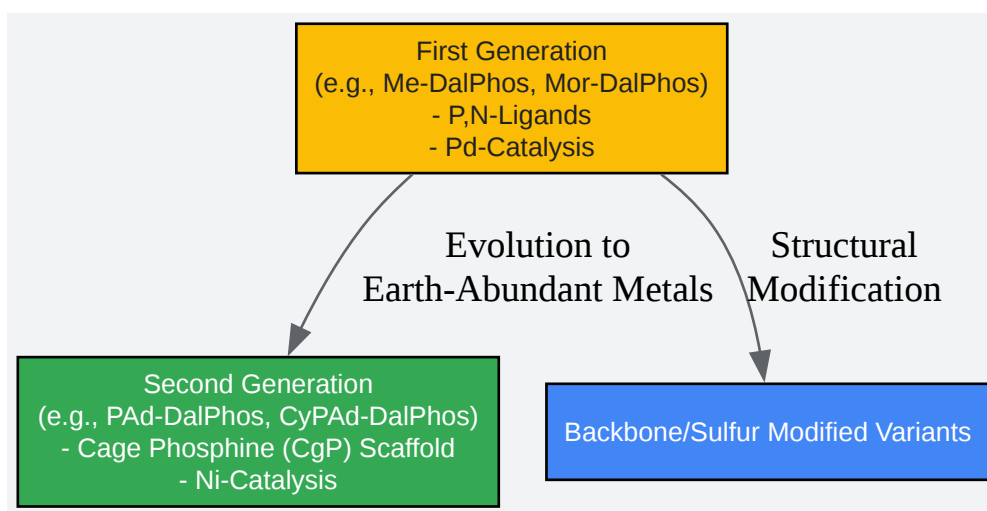 First Generation
(e.g., Me-DalPhos, Mor-DalPhos)
- P,N-Ligands
- Pd-Catalysis
Evolution to
Earth-Abundant Metals
Structural
Modification
Second Generation
(e.g., PAd-DalPhos, CyPAd-DalPhos)
- Cage Phosphine (CgP) Scaffold
- Ni-Catalysis
Backbone/Sulfur Modified Variants